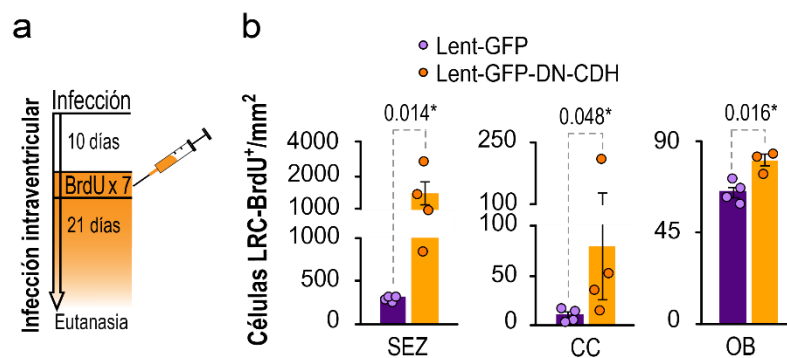 a
Infección intraventricular
Infección
10 días
BrdU x 7
21 días
Eutanasia
b
Lent-GFP
Lent-GFP-DN-CDH
Células LRC-BrdU⁺/mm²
0.014*
4000
2000
1000
1000
500
0
SEZ
0.048*
250
100
100
50
0
CC
0.016*
90
45
0
OB